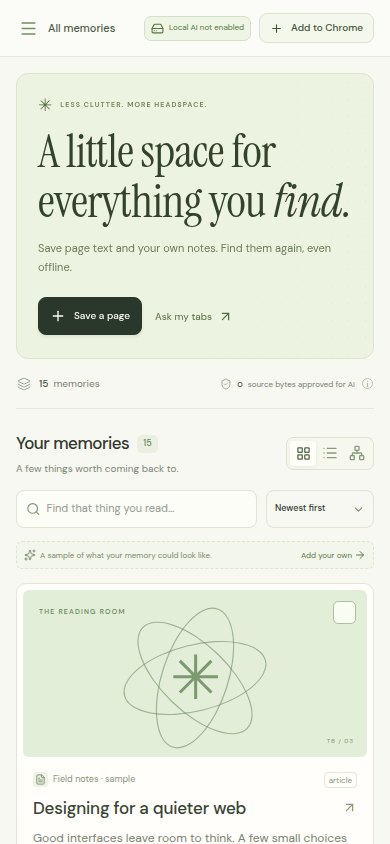 All memories
Local AI not enabled
Add to Chrome
LESS CLUTTER. MORE HEADSPACE.
A little space for
everything you find.
Save page text and your own notes. Find them again, even
offline.
Save a page
Ask my tabs
15 memories
0 source bytes approved for AI
Your memories 15
A few things worth coming back to.
Find that thing you read…
Newest first
A sample of what your memory could look like.
Add your own
THE READING ROOM
TB / 03
Field notes · sample
article
Designing for a quieter web
Good interfaces leave room to think. A few small choices